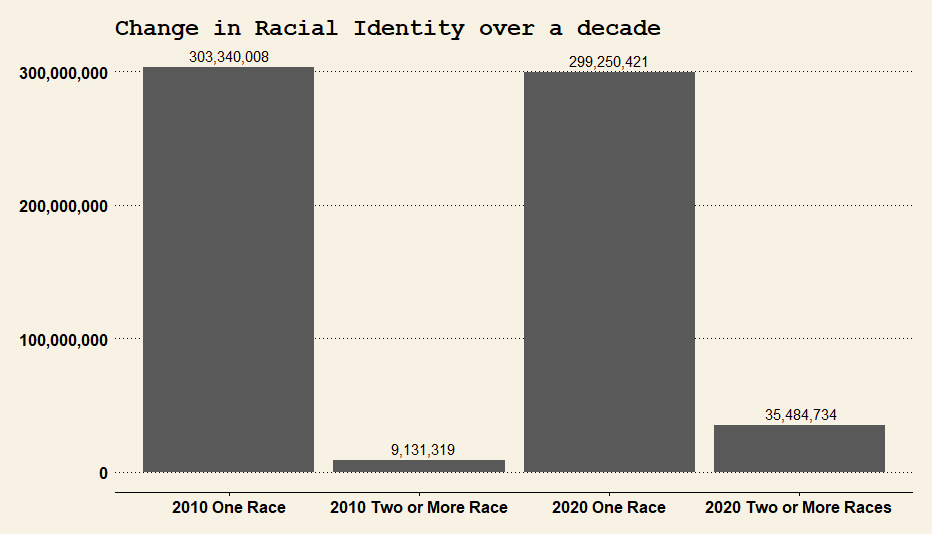 Change in Racial Identity over a decade
303,340,008
300,000,000
299,250,421
200,000,000
100,000,000
35,484,734
9,131,319
0
2010 One Race
2010 Two or More Race
2020 One Race
2020 Two or More Races